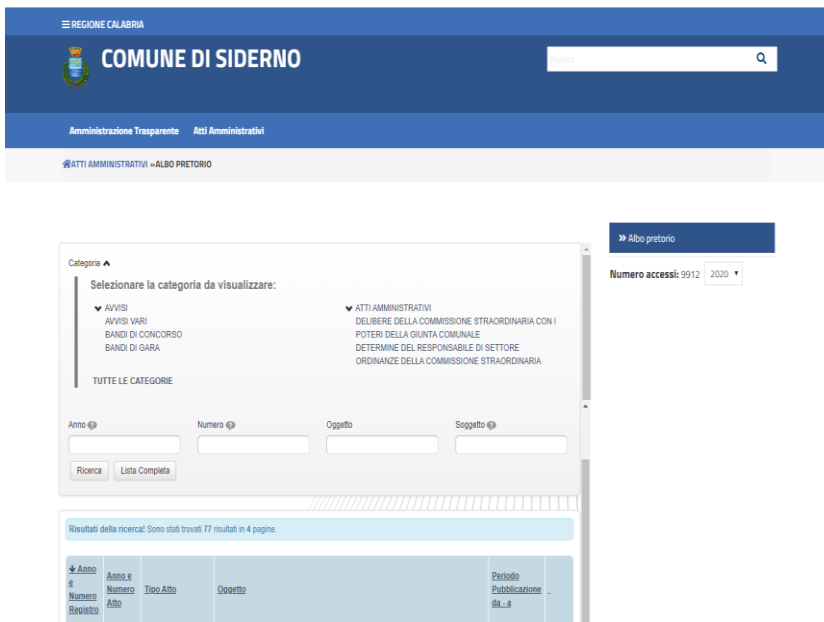 REGIONE CALABRIA
COMUNE DI SIDERNO
Ricerca
Amministrazione Trasparente Atti Amministrativi
ATTI AMMINISTRATIVI »ALBO PRETORIO
» Albo pretorio
Numero accessi: 9912 2020
Categoria
Selezionare la categoria da visualizzare:
AVVISI
AVVISI VARI
BANDI DI CONCORSO
BANDI DI GARA
ATTI AMMINISTRATIVI
DELIBERE DELLA COMMISSIONE STRAORDINARIA CON I
POTERI DELLA GIUNTA COMUNALE
DETERMINE DEL RESPONSABILE DI SETTORE
ORDINANZE DELLA COMMISSIONE STRAORDINARIA
TUTTE LE CATEGORIE
Anno Numero Oggetto Soggetto
Ricerca Lista Completa
Risultati della ricerca! Sono stati trovati 77 risultati in 4 pagine.
Anno
e
Numero
Registro
Anno e
Numero
Atto
Tipo Atto
Oggetto
Periodo
Pubblicazione
da - a